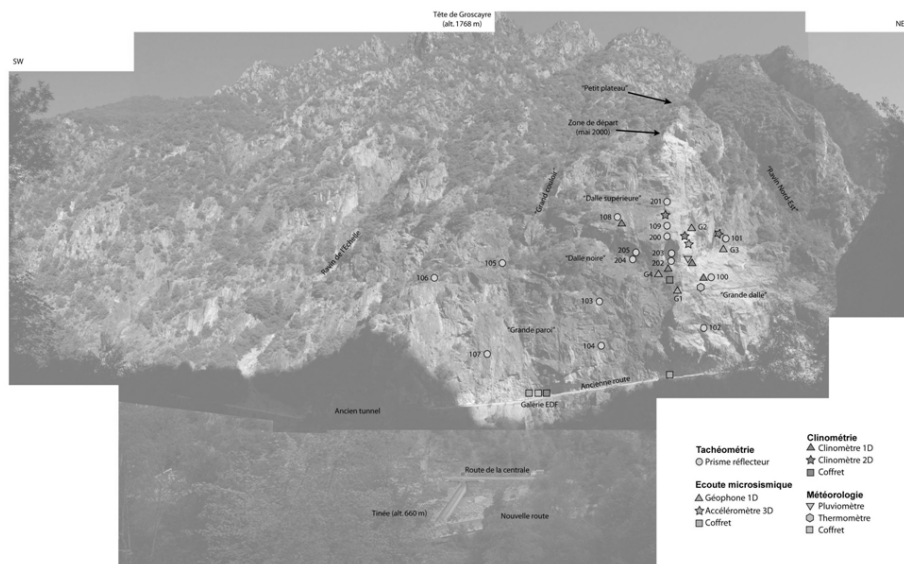 Tête de Groscayre
(alt. 1768 m)
SW
NE
"Petit plateau"
Zone de départ
(mai 2000)
"Grand couloir"
"Ravin Nord-Est"
"Dalle supérieure"
201
108
109
G2
200
101
Ravin de l'Echelle
205
203
G3
"Dalle noire"
204
202
105
106
G4
100
G1
"Grande dalle"
103
"Grande paroi"
102
104
107
Ancienne route
Galerie EDF
Ancien tunnel
Route de la centrale
Tinée (alt. 660 m)
Nouvelle route
Tachéométrie
Prisme réflecteur
Ecoute microsismique
Géophone 1D
Accéléromètre 3D
Coffret
Clinométrie
Clinomètre 1D
Clinomètre 2D
Coffret
Météorologie
Pluviomètre
Thermomètre
Coffret